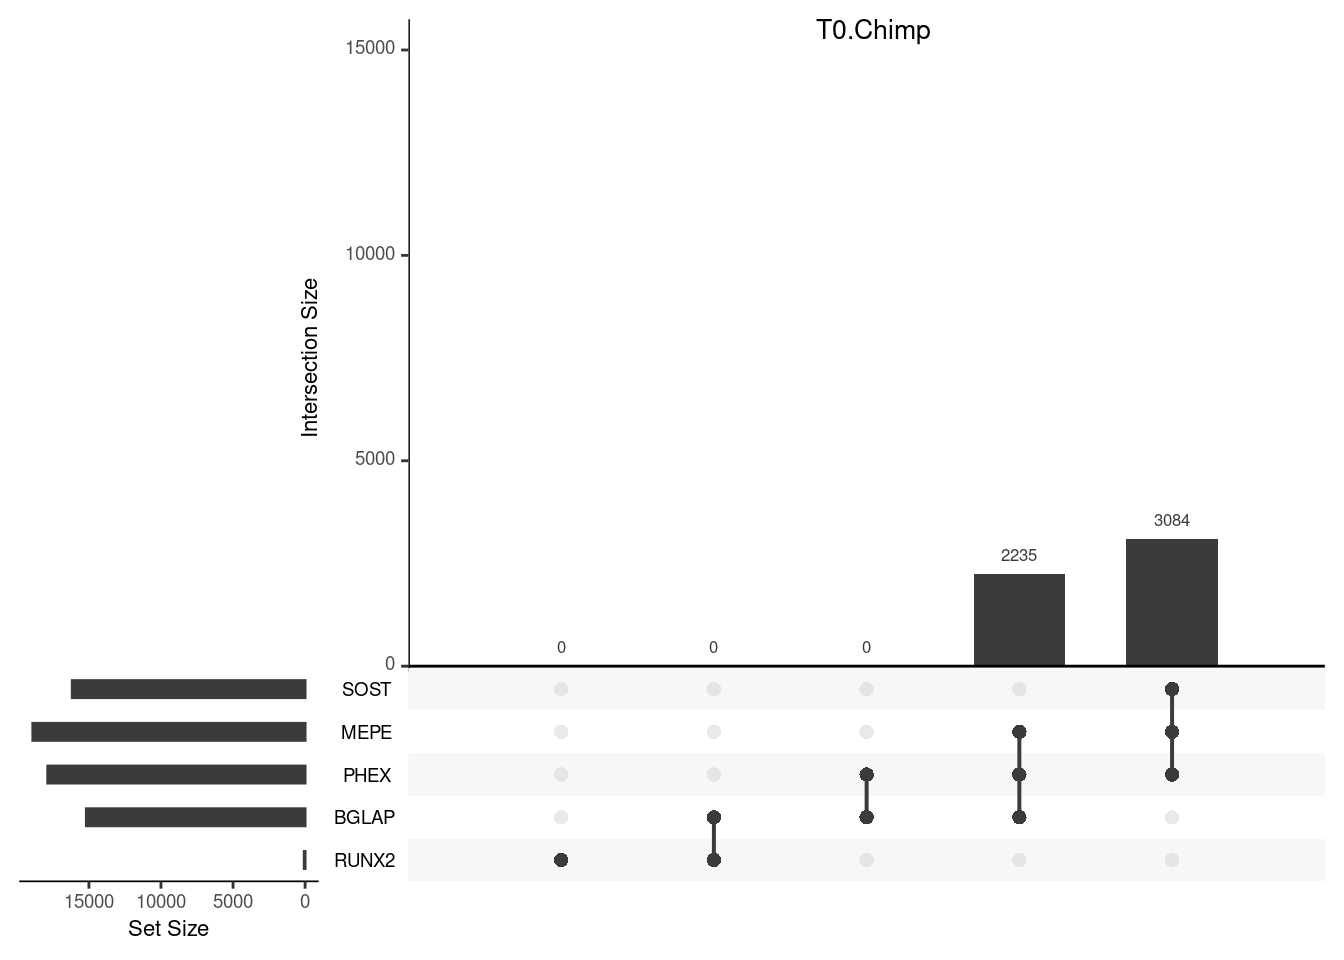 T0.Chimp
15000
10000
5000
0
Intersection Size
0 0 0 2235 3084
SOST
MEPE
PHEX
BGLAP
RUNX2
15000 10000 5000 0
Set Size